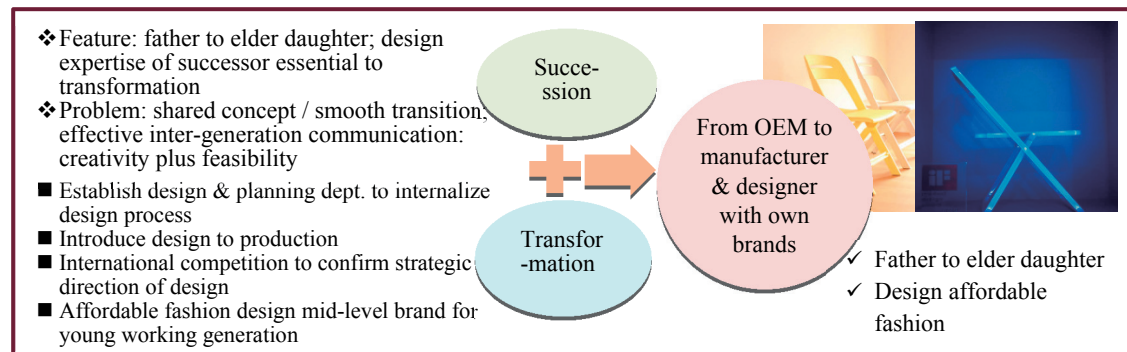 ❖Feature: father to elder daughter; design
expertise of successor essential to
transformation
❖Problem: shared concept / smooth transition;
effective inter-generation communication:
creativity plus feasibility
■ Establish design & planning dept. to internalize
design process
■ Introduce design to production
■ International competition to confirm strategic
direction of design
■ Affordable fashion design mid-level brand for
young working generation
Succe-
ssion
Transfor
-mation
From OEM to
manufacturer
& designer
with own
brands
iF
✓ Father to elder daughter
✓ Design affordable
fashion